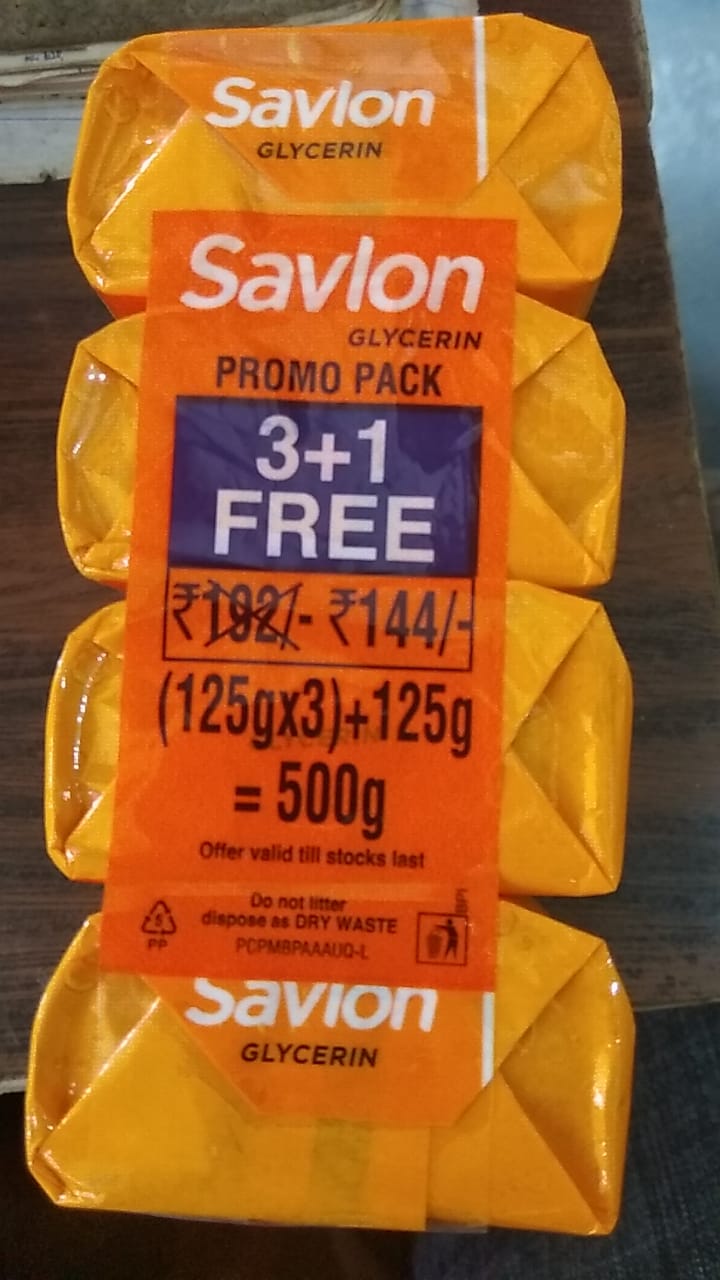 Savlon
GLYCERIN
Savlon
GLYCERIN
PROMO PACK
3+1
FREE
₹192/- ₹144/-
(125gx3)+125g
= 500g
Offer valid till stocks last
Do not litter
dispose as DRY WASTE
5
PP
PCPMBPAAAUQ-L
Savlon
GLYCERIN